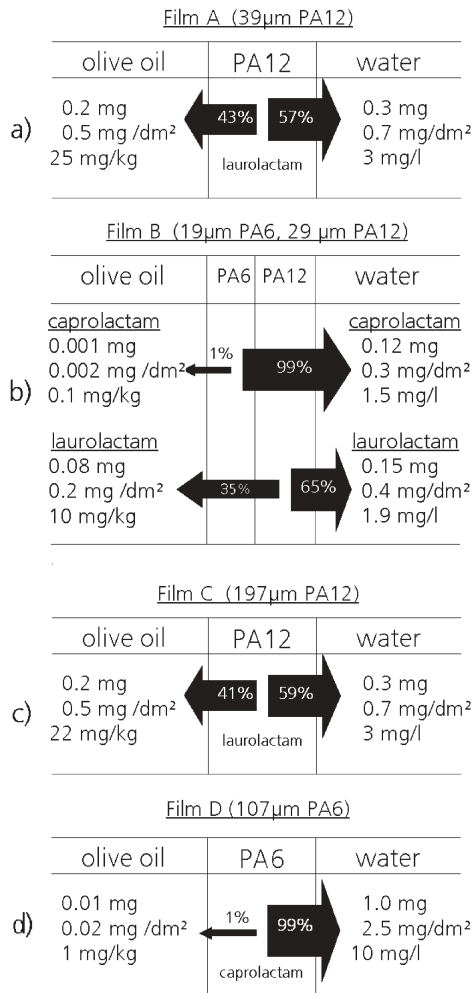 Film A (39µm PA12)
olive oil PA12 water
a)
0.2 mg 0.3 mg
0.5 mg /dm² 43% 57% 0.7 mg/dm²
25 mg/kg laurolactam 3 mg/l
Film B (19µm PA6, 29 µm PA12)
olive oil PA6 PA12 water
b)
caprolactam caprolactam
0.001 mg 1% 0.12 mg
0.002 mg /dm² 99% 0.3 mg/dm²
0.1 mg/kg 1.5 mg/l
laurolactam laurolactam
0.08 mg 0.15 mg
0.2 mg /dm² 35% 65% 0.4 mg/dm²
10 mg/kg 1.9 mg/l
Film C (197µm PA12)
olive oil PA12 water
c)
0.2 mg 0.3 mg
0.5 mg /dm² 41% 59% 0.7 mg/dm²
22 mg/kg laurolactam 3 mg/l
Film D (107µm PA6)
olive oil PA6 water
d)
0.01 mg 1% 1.0 mg
0.02 mg /dm² 99% 2.5 mg/dm²
1 mg/kg caprolactam 10 mg/l